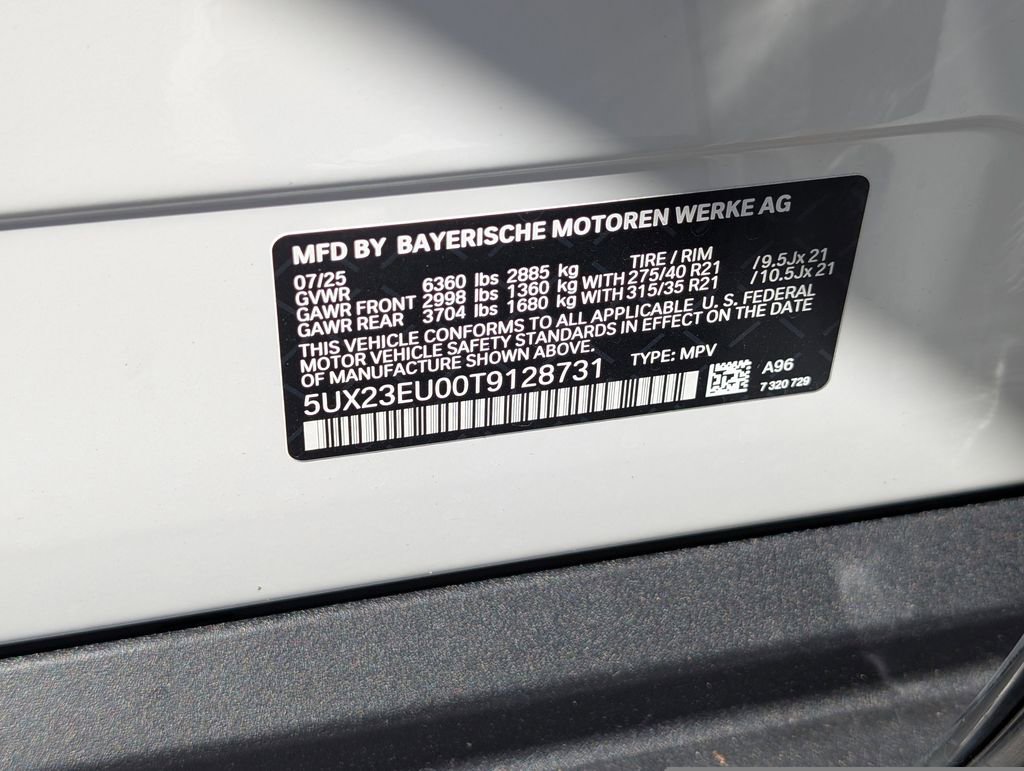 MFD BY BAYERISCHE MOTOREN WERKE AG
07/25 TIRE / RIM
GVWR 6360 lbs 2885 kg
GAWR FRONT 2998 lbs 1360 kg WITH 275/40 R21 /9.5Jx21
GAWR REAR 3704 lbs 1680 kg WITH 315/35 R21 /10.5Jx21
THIS VEHICLE CONFORMS TO ALL APPLICABLE U. S. FEDERAL
MOTOR VEHICLE SAFETY STANDARDS IN EFFECT ON THE DATE
OF MANUFACTURE SHOWN ABOVE.
TYPE: MPV
5UX23EU00T9128731
A96
7 320 729